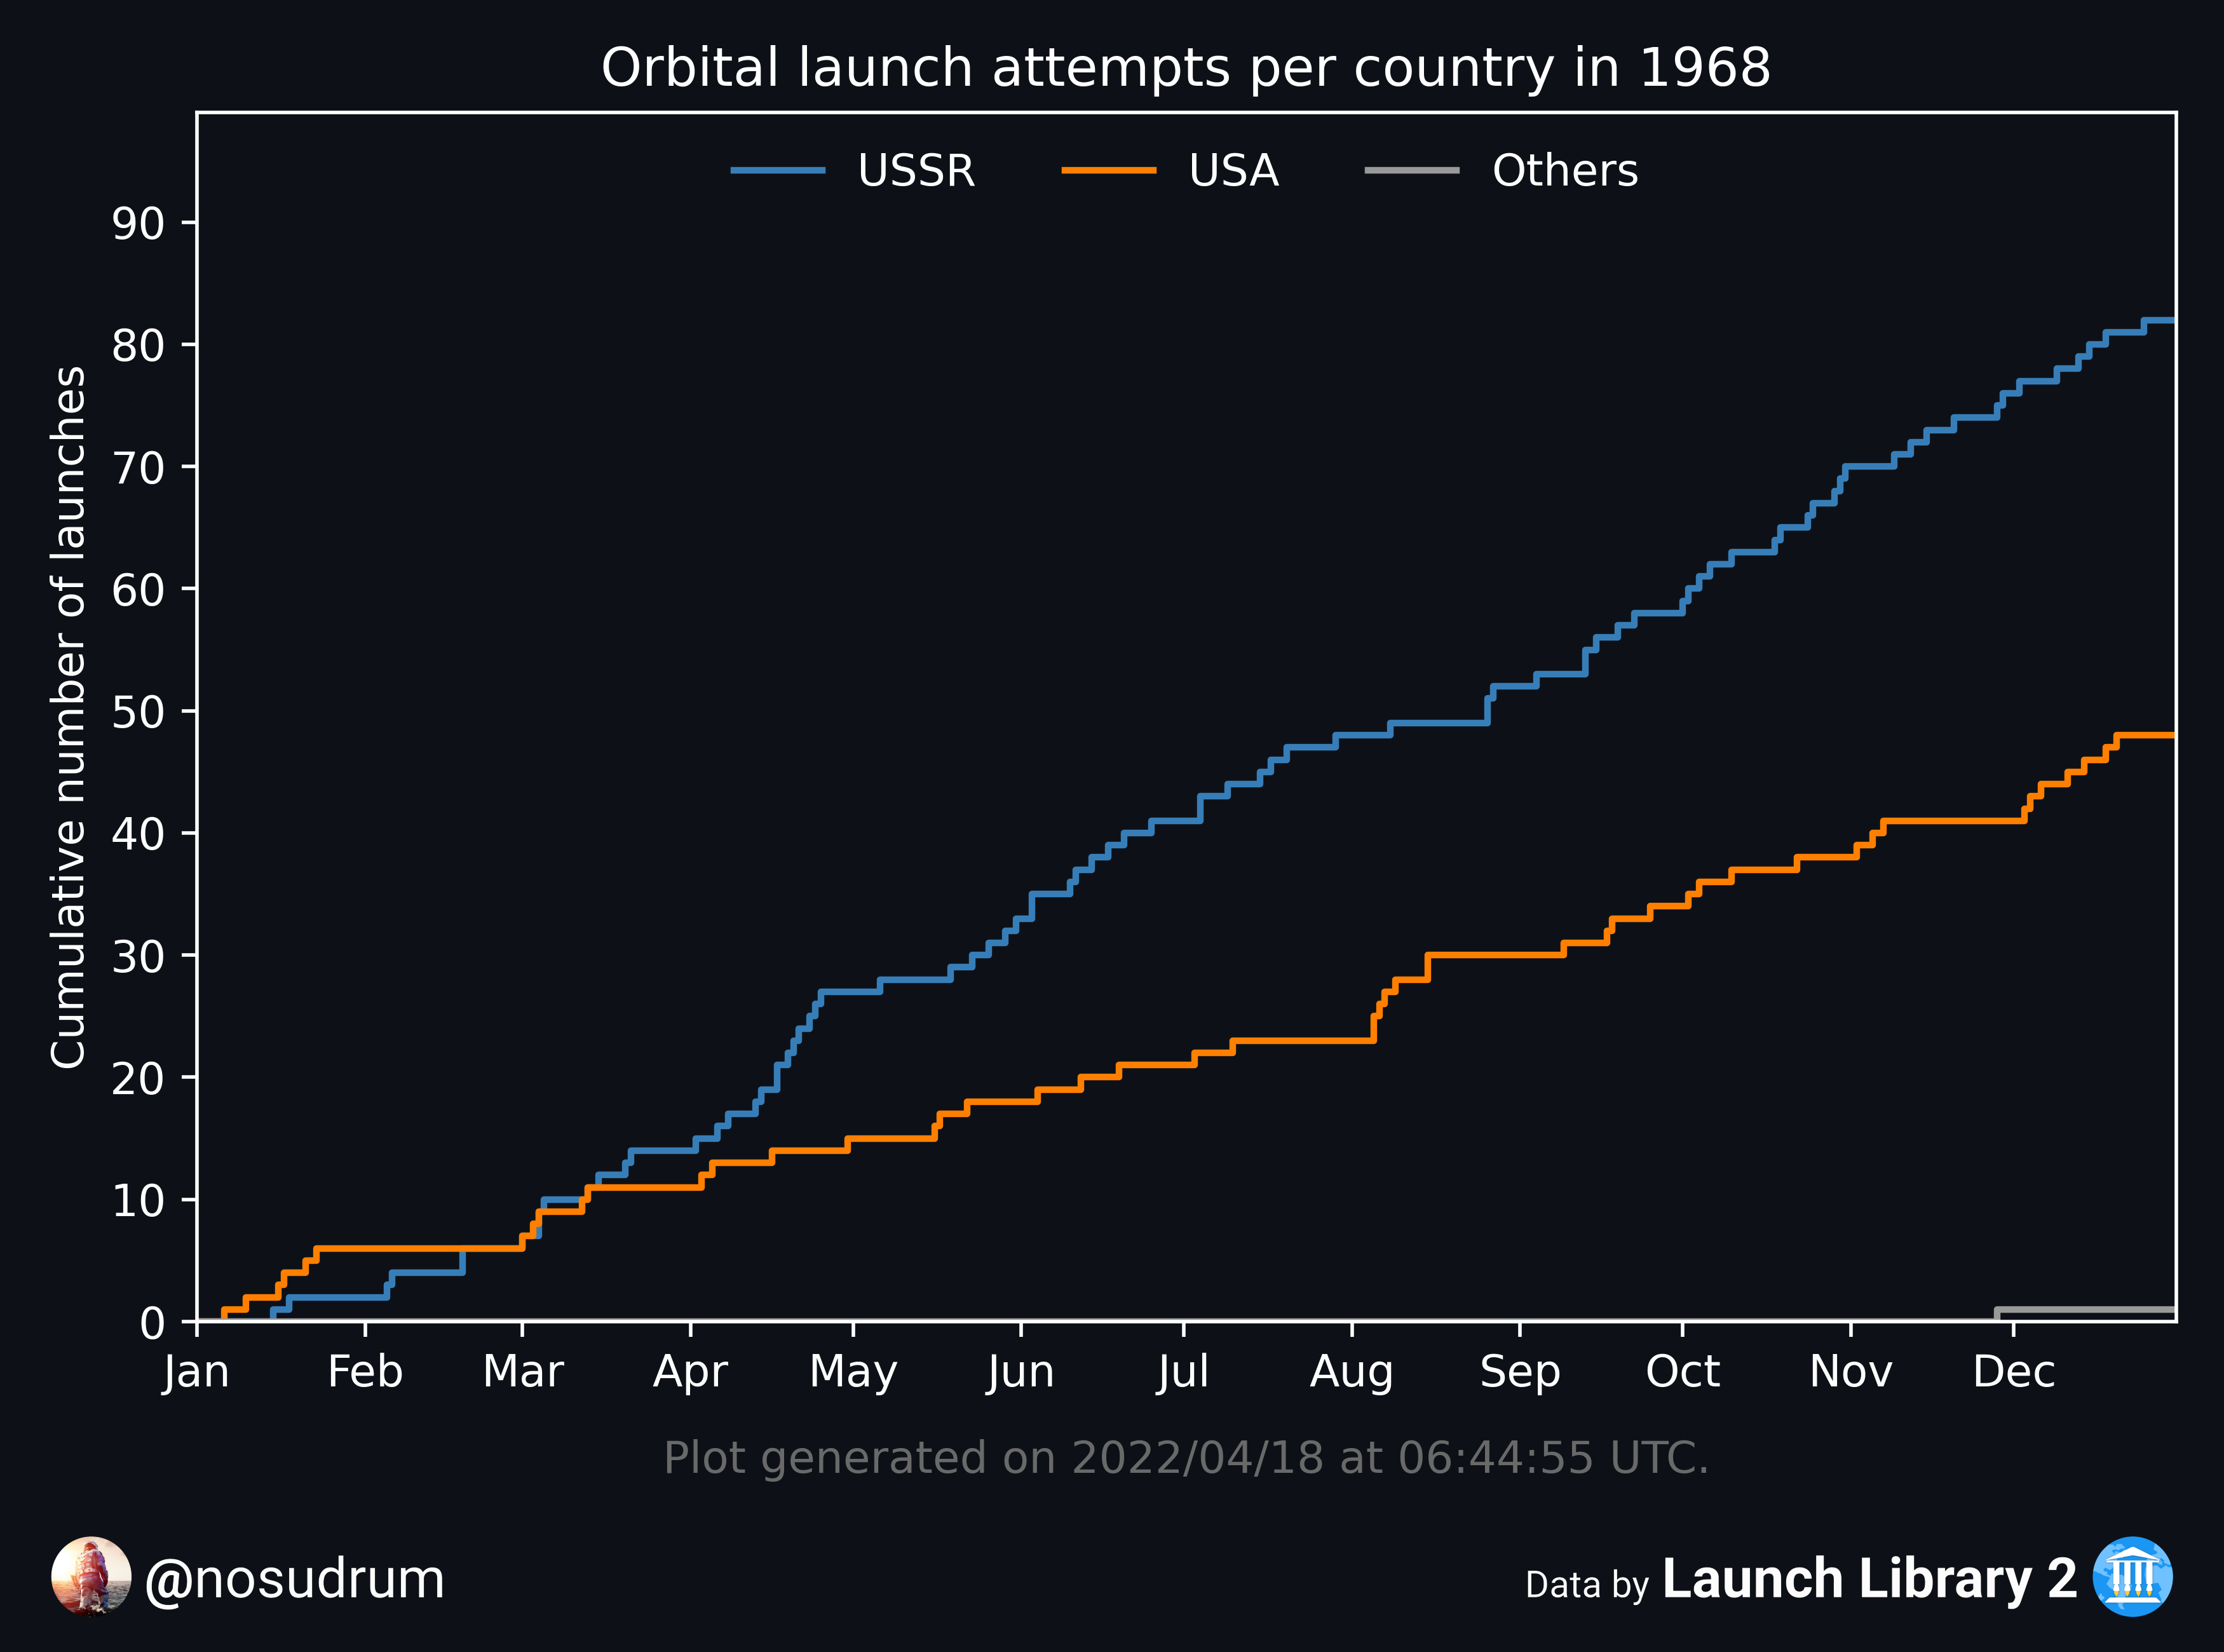 Orbital launch attempts per country in 1968
USSR USA Others
Cumulative number of launches
90
80
70
60
50
40
30
20
10
0
Jan Feb Mar Apr May Jun Jul Aug Sep Oct Nov Dec
Plot generated on 2022/04/18 at 06:44:55 UTC.
@nosudrum
Data by Launch Library 2